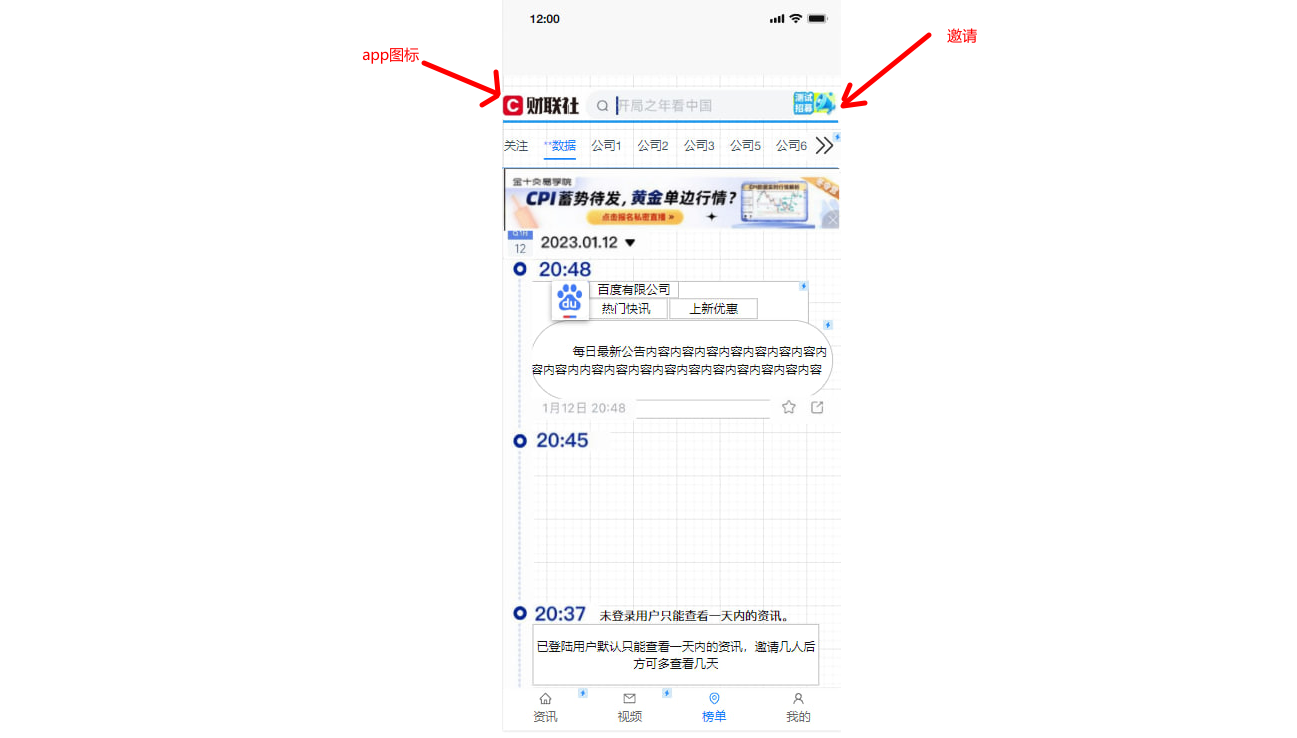 12:00
邀请
app图标
C 财联社
开局之年看中国
测试
招募
关注
**数据
公司1
公司2
公司3
公司5
公司6
金十交易学院
CPI蓄势待发,黄金单边行情?
点击报名私密直播
12
2023.01.12
20:48
百度有限公司
du
热门快讯
上新优惠
每日最新公告内容内容内容内容内容内容内容内
容内容内内容内容内容内容内容内容内容内容内容
1月12日 20:48
20:45
20:37
未登录用户只能查看一天内的资讯。
已登陆用户默认只能查看一天内的资讯,邀请几人后
方可多查看几天
资讯
视频
榜单
我的